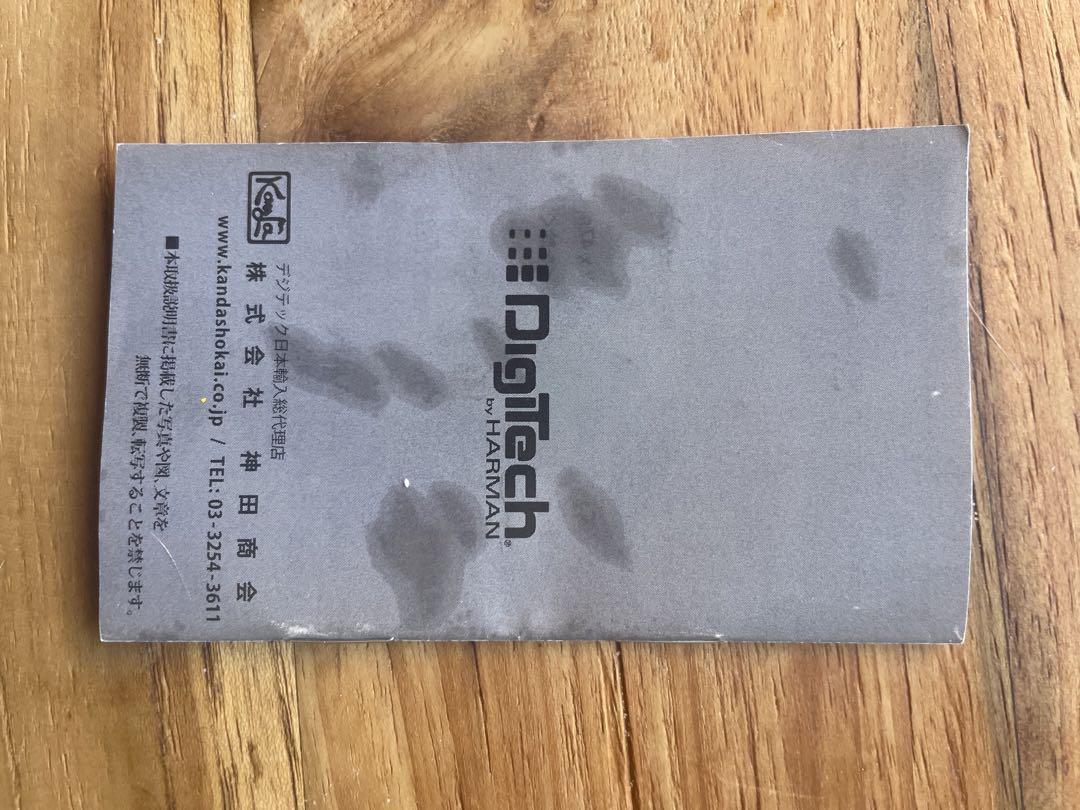 DigiTech®
by HARMAN
デジテック日本輸入総代理店
Kanda
株式会社 神田商会
www.kandashokai.co.jp / TEL: 03-3254-3611
■本取扱説明書に掲載した写真や図、文章を
無断で複製、転写することを禁じます。